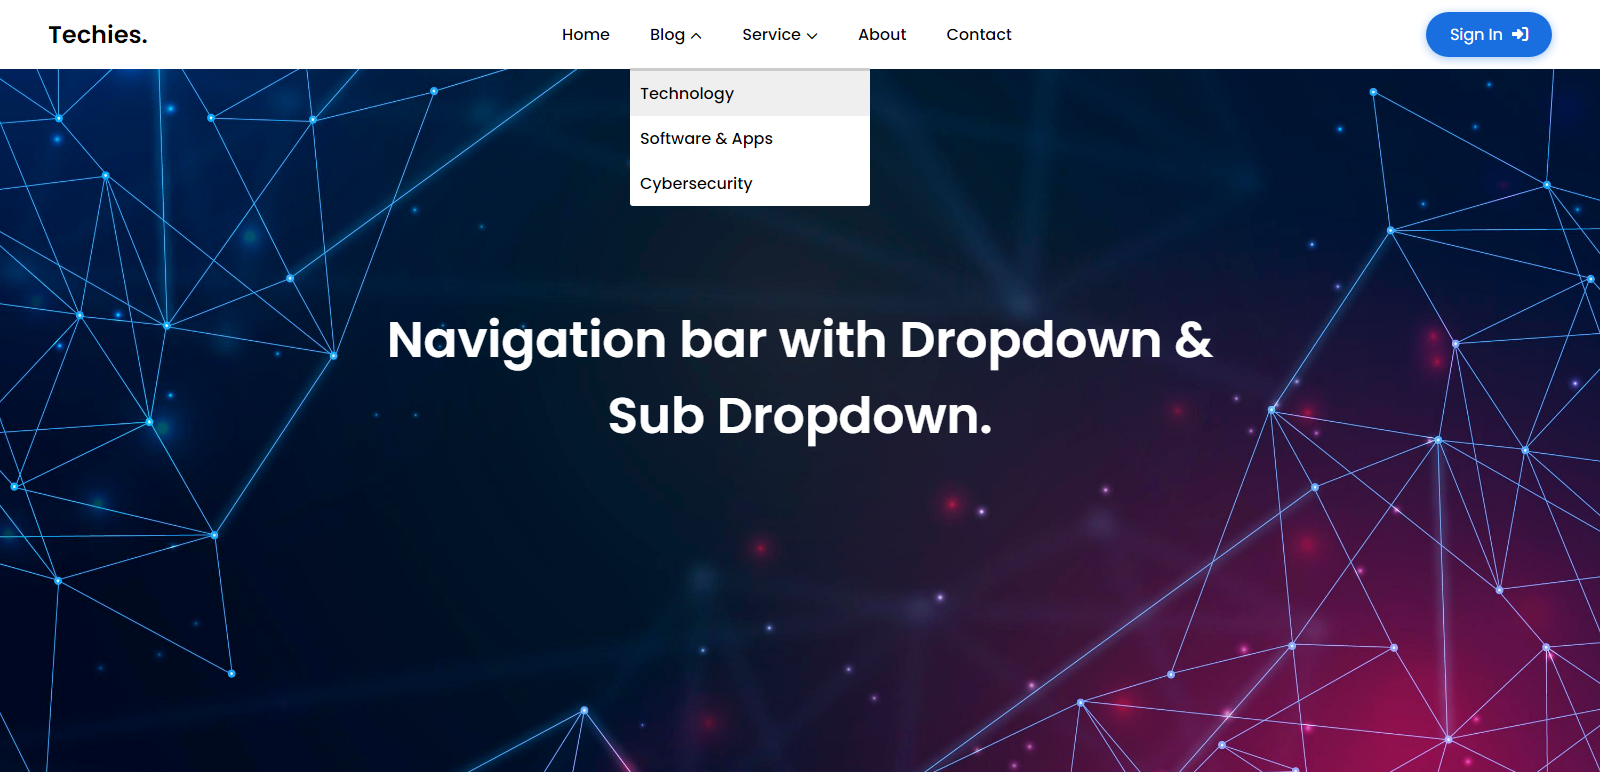 Techies.
Home Blog Service About Contact
Sign In
Technology
Software & Apps
Cybersecurity
Navigation bar with Dropdown &
Sub Dropdown.